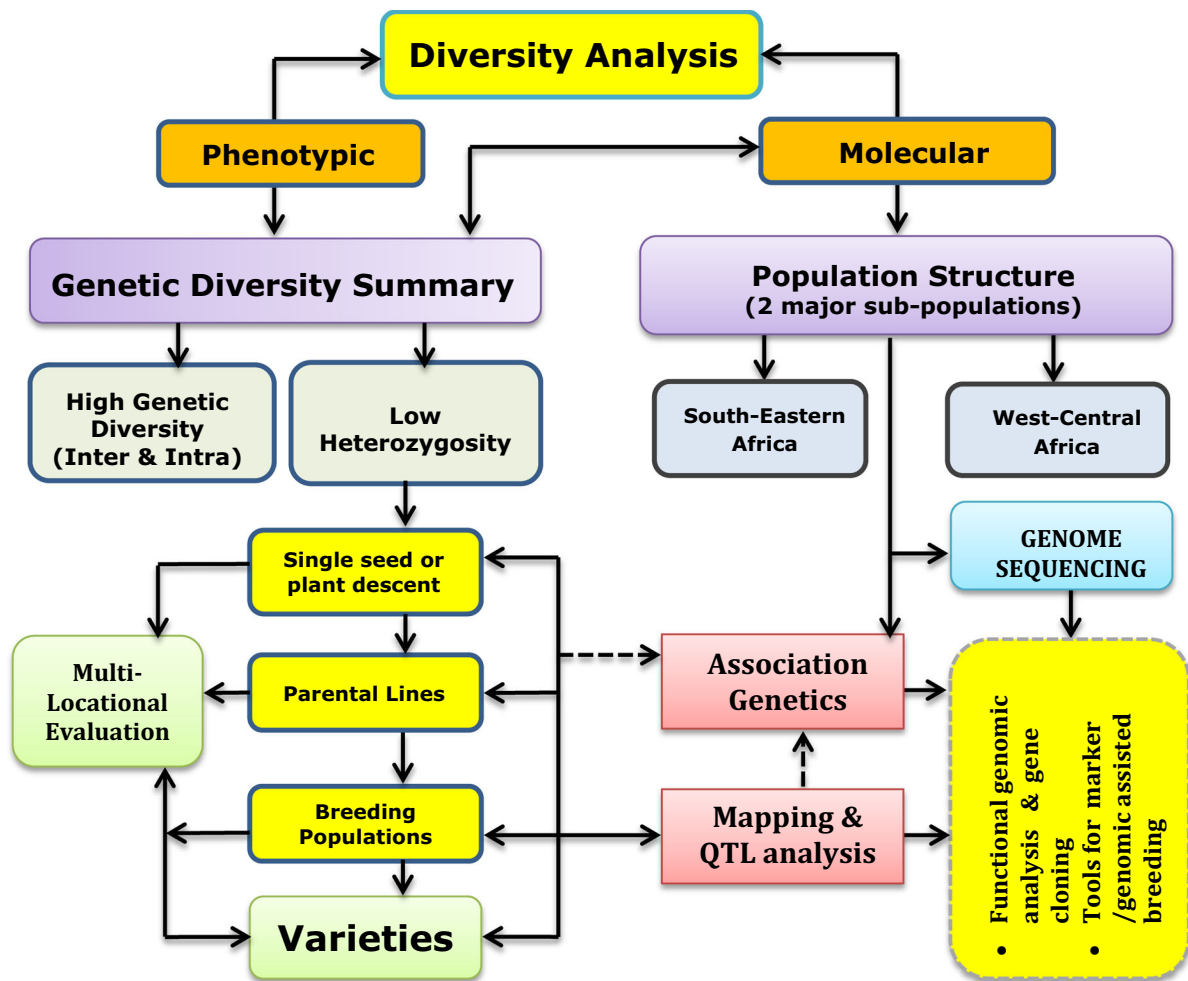 Diversity Analysis
Phenotypic
Molecular
Genetic Diversity Summary
Population Structure
(2 major sub-populations)
High Genetic
Diversity
(Inter & Intra)
Low
Heterozygosity
South-Eastern
Africa
West-Central
Africa
Single seed or
plant descent
GENOME
SEQUENCING
Multi-
Locational
Evaluation
Parental Lines
Association
Genetics
Breeding
Populations
Mapping &
QTL analysis
Varieties
• Functional genomic
analysis & gene
cloning
• Tools for marker
/genomic assisted
breeding